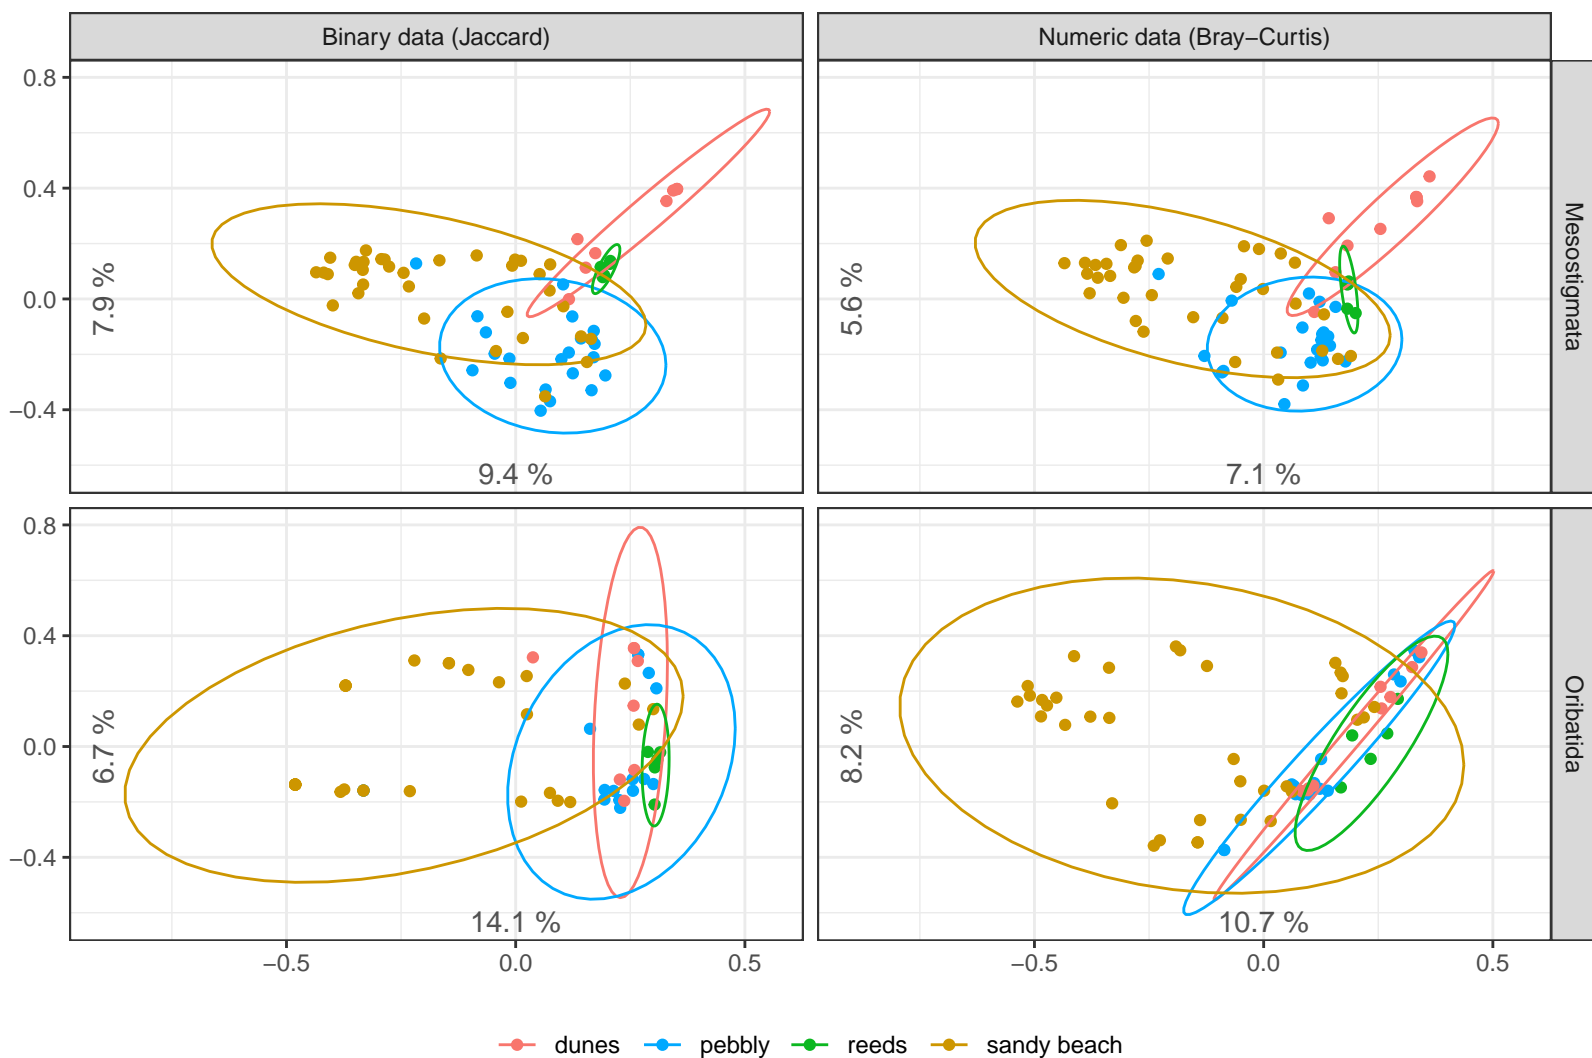 Binary data (Jaccard)
Numeric data (Bray−Curtis)
0.8
0.4
0.0
−0.4
7.9 %
9.4 %
5.6 %
7.1 %
Mesostigmata
0.8
0.4
0.0
−0.4
6.7 %
14.1 %
8.2 %
10.7 %
Oribatida
−0.5
0.0
0.5
−0.5
0.0
0.5
dunes
pebbly
reeds
sandy beach